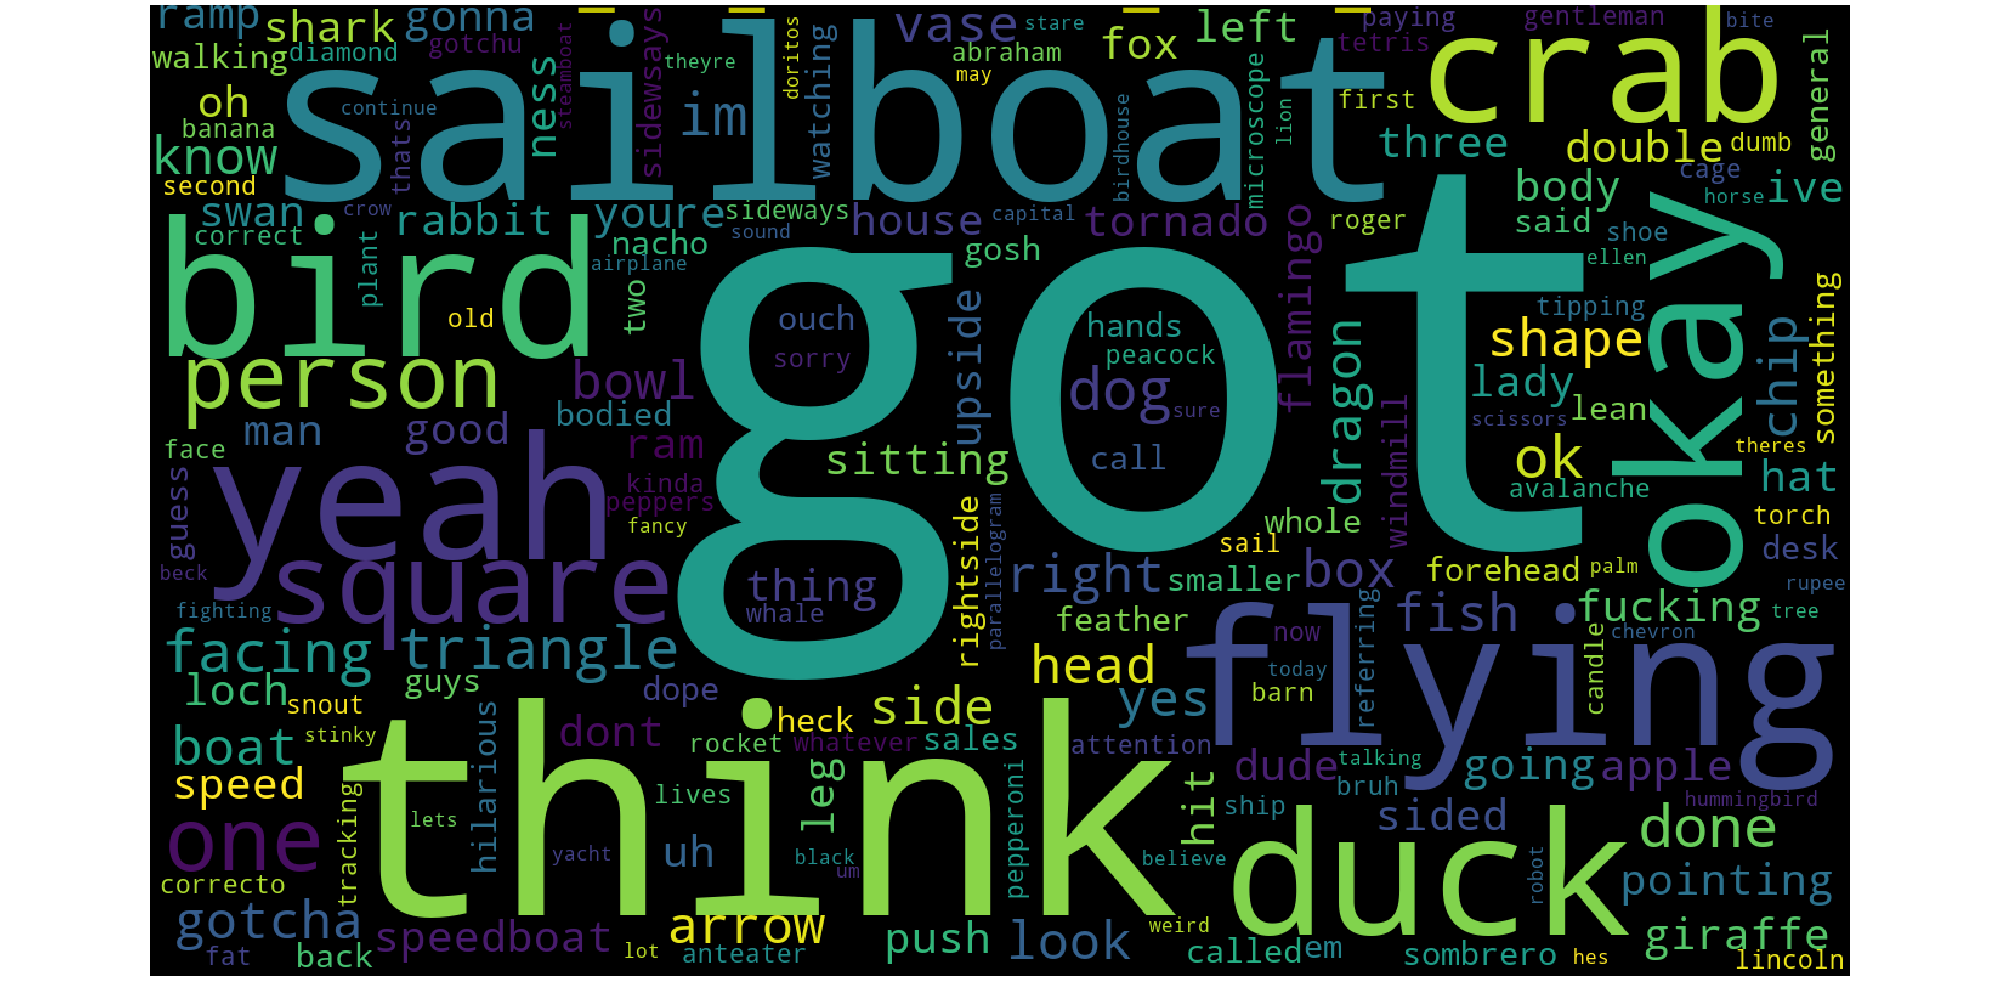 ramp
shark
gonna
vase
left
paying
gentleman
bite
stare
walking
diamond
gotchu
steamboat
sidewsays
theyre
doritos
watching
abraham
may
fox
tetris
crab
general
oh
continue
ness
im
sailboat
birdhouse
microscope
lion
first
three
double
dumb
banana
know
thats
second
cage
body
ive
horse
swan
crow
rabbit
youre
sideways
house
capital
tornado
flamingo
roger
said
shoe
okay
correct
plant
nacho
sound
gosh
airplane
ellen
bird
old
two
ouch
sorry
upside
hands
peacock
dragon
tipping
shape
chip
something
got
person
bowl
dog
sure
windmill
lady
lean
scissors
bodied
man
good
ram
call
sitting
ok
theres
face
guess
yeah
kinda
peppers
fancy
avalanche
hat
whole
sail
torch
desk
beck
square
thing
whale
rightside
parallelogram
right
smaller
box
forehead
palm
rupee
fighting
feather
now
referring
fish
fucking
tree
candle
chevron
facing
triangle
head
today
flying
loch
guys
dope
snout
barn
yes
boat
stinky
hilarious
dont
heck
side
rocket
whatever
sales
attention
dude
talking
going
apple
speed
think
tracking
lets
lives
leg
pepperoni
hit
bruh
ship
sided
hummingbird
one
yacht
uh
black
um
believe
duck
robot
done
correcto
pointing
gotcha
speedboat
arrow
push
look
weird
giraffe
fat
back
lot
anteater
called
em
sombrero
hes
lincoln